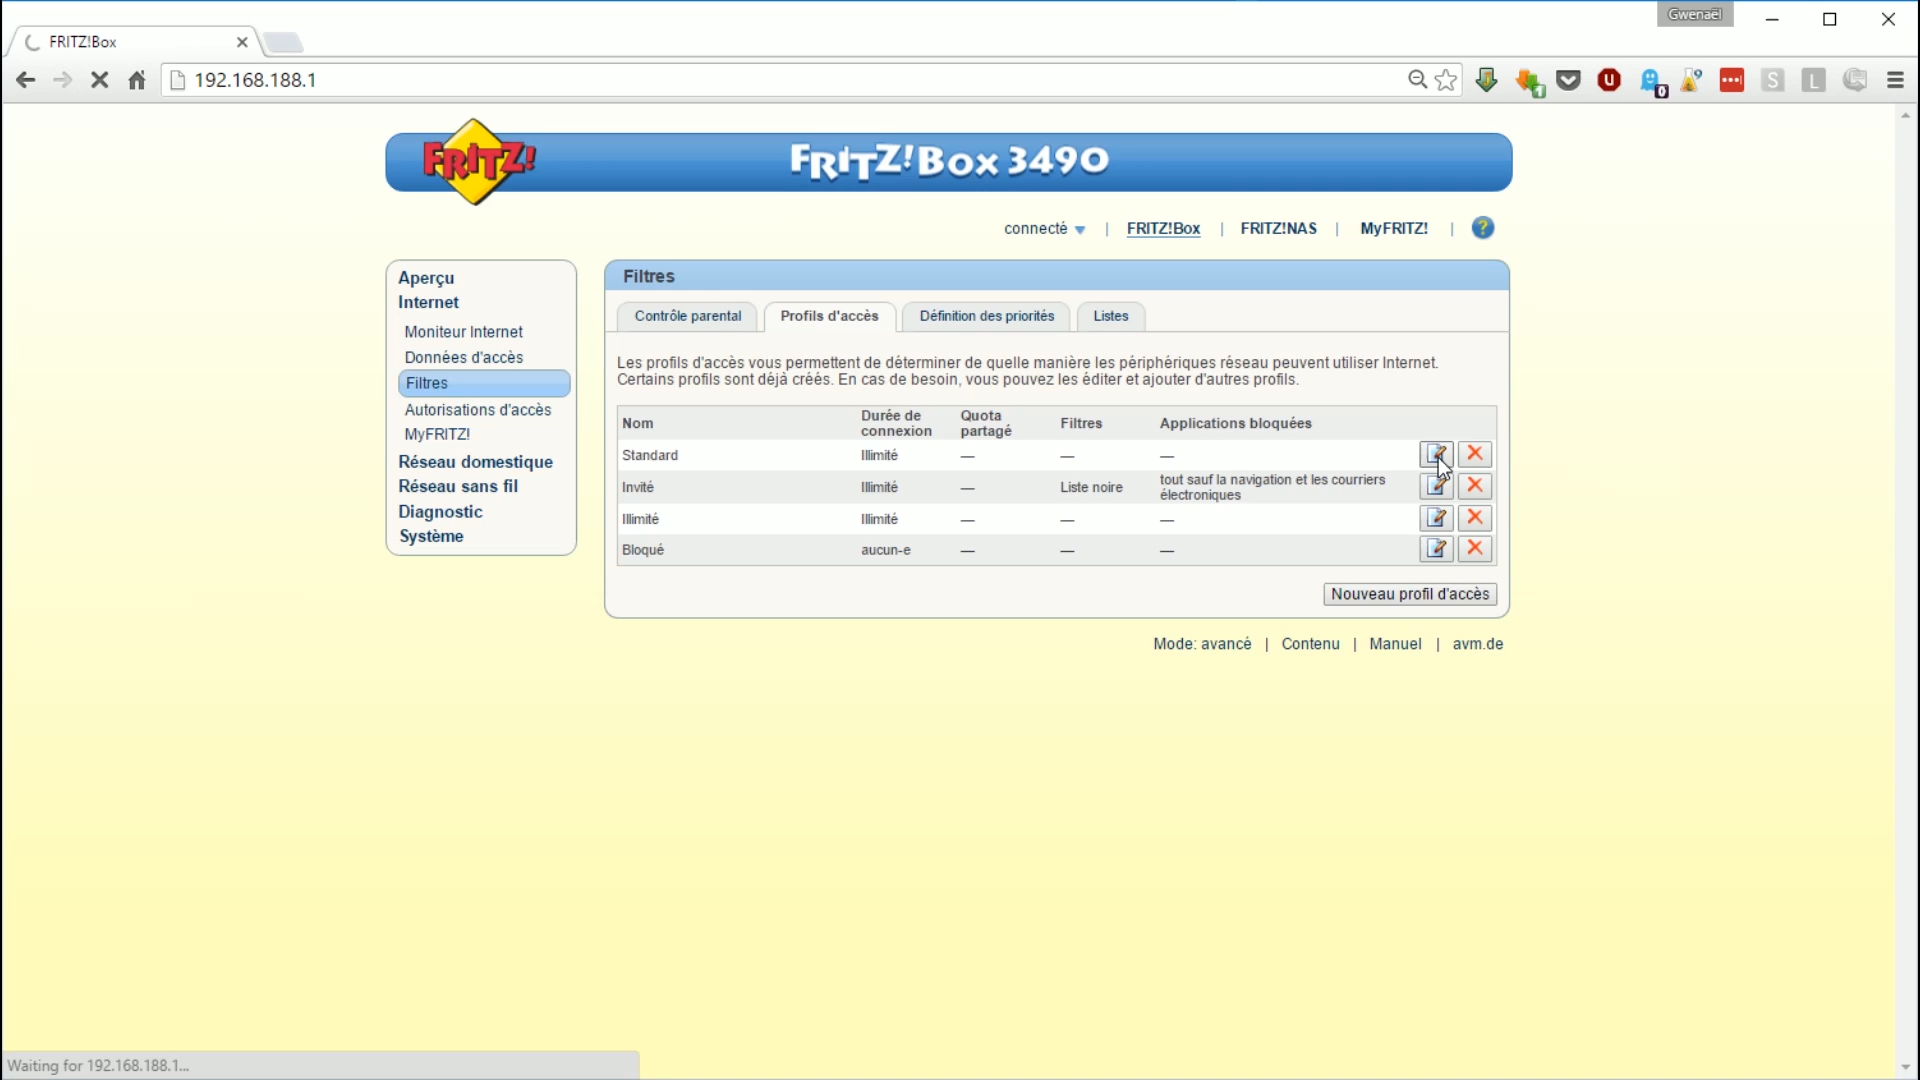 Gwenaël
FRITZ!Box
192.168.188.1
FRITZ!
FRITZ!Box 3490
connecté | FRITZ!Box | FRITZ!NAS | MyFRITZ! | ?
Aperçu
Internet
Moniteur Internet
Données d'accès
Filtres
Autorisations d'accès
MyFRITZ!
Réseau domestique
Réseau sans fil
Diagnostic
Système
Filtres
Contrôle parental Profils d'accès Définition des priorités Listes
Les profils d'accès vous permettent de déterminer de quelle manière les périphériques réseau peuvent utiliser Internet.
Certains profils sont déjà créés. En cas de besoin, vous pouvez les éditer et ajouter d'autres profils.
Nom Durée de connexion Quota partagé Filtres Applications bloquées
Standard Illimité — — —
Invité Illimité — Liste noire tout sauf la navigation et les courriers
électroniques
Illimité Illimité — — —
Bloqué aucun-e — — —
Nouveau profil d'accès
Mode: avancé | Contenu | Manuel | avm.de
Waiting for 192.168.188.1...